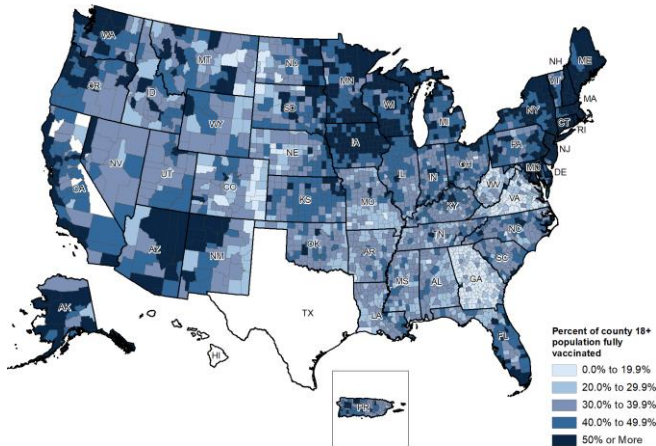 WA
MT
ND
MN
ME
NH
VT
OR
ID
SD
WI
MI
NY
MA
CT
RI
WY
IA
PA
NJ
NE
NV
UT
IL
IN
OH
MD
DE
CO
CA
KS
MO
WV
VA
KY
NC
TN
AZ
NM
OK
AR
SC
MS
AL
GA
LA
TX
AK
HI
FL
PR
Percent of county 18+
population fully
vaccinated
0.0% to 19.9%
20.0% to 29.9%
30.0% to 39.9%
40.0% to 49.9%
50% or More